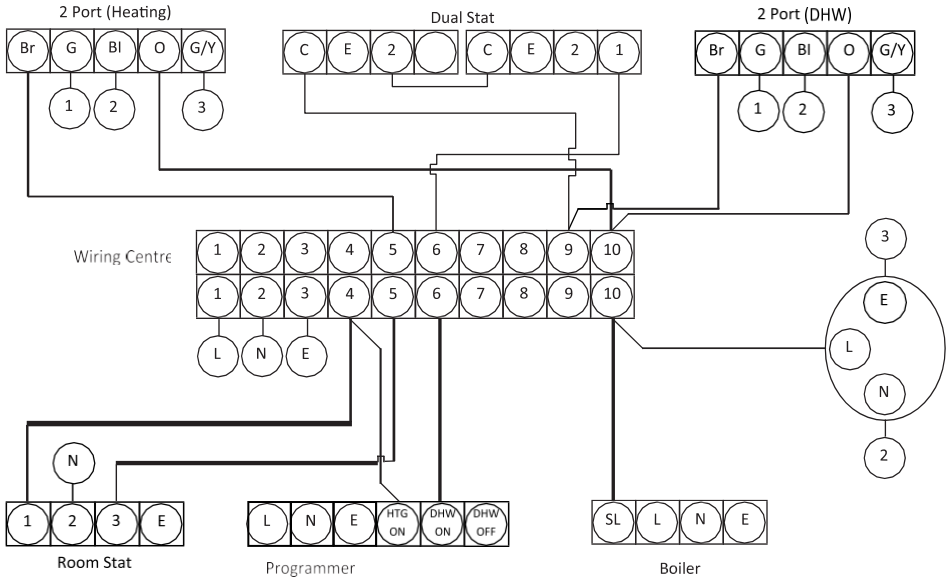 2 Port (Heating)
Dual Stat
2 Port (DHW)
Br G Bl O G/Y
C E 2 C E 2 1
Br G Bl O G/Y
1 2 3
1 2 3
Wiring Centre
1 2 3 4 5 6 7 8 9 10
1 2 3 4 5 6 7 8 9 10
L N E
3
E
L
N
2
N
1 2 3 E
L N E HTG ON DHW ON DHW OFF
SL L N E
Room Stat
Programmer
Boiler